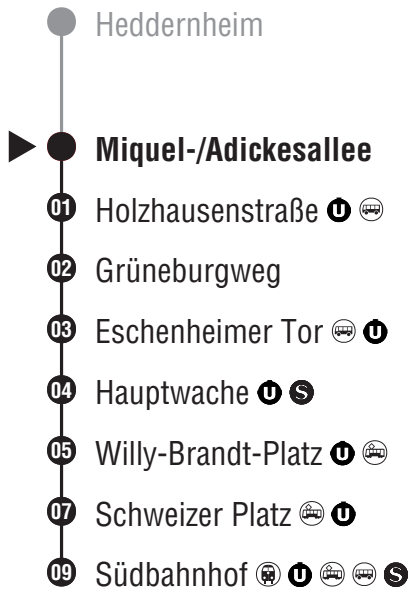 Heddernheim
Miquel-/Adickesallee
01 Holzhausenstraße U
02 Grüneburgweg
03 Eschenheimer Tor U
04 Hauptwache U S
05 Willy-Brandt-Platz U
07 Schweizer Platz U
09 Südbahnhof U S